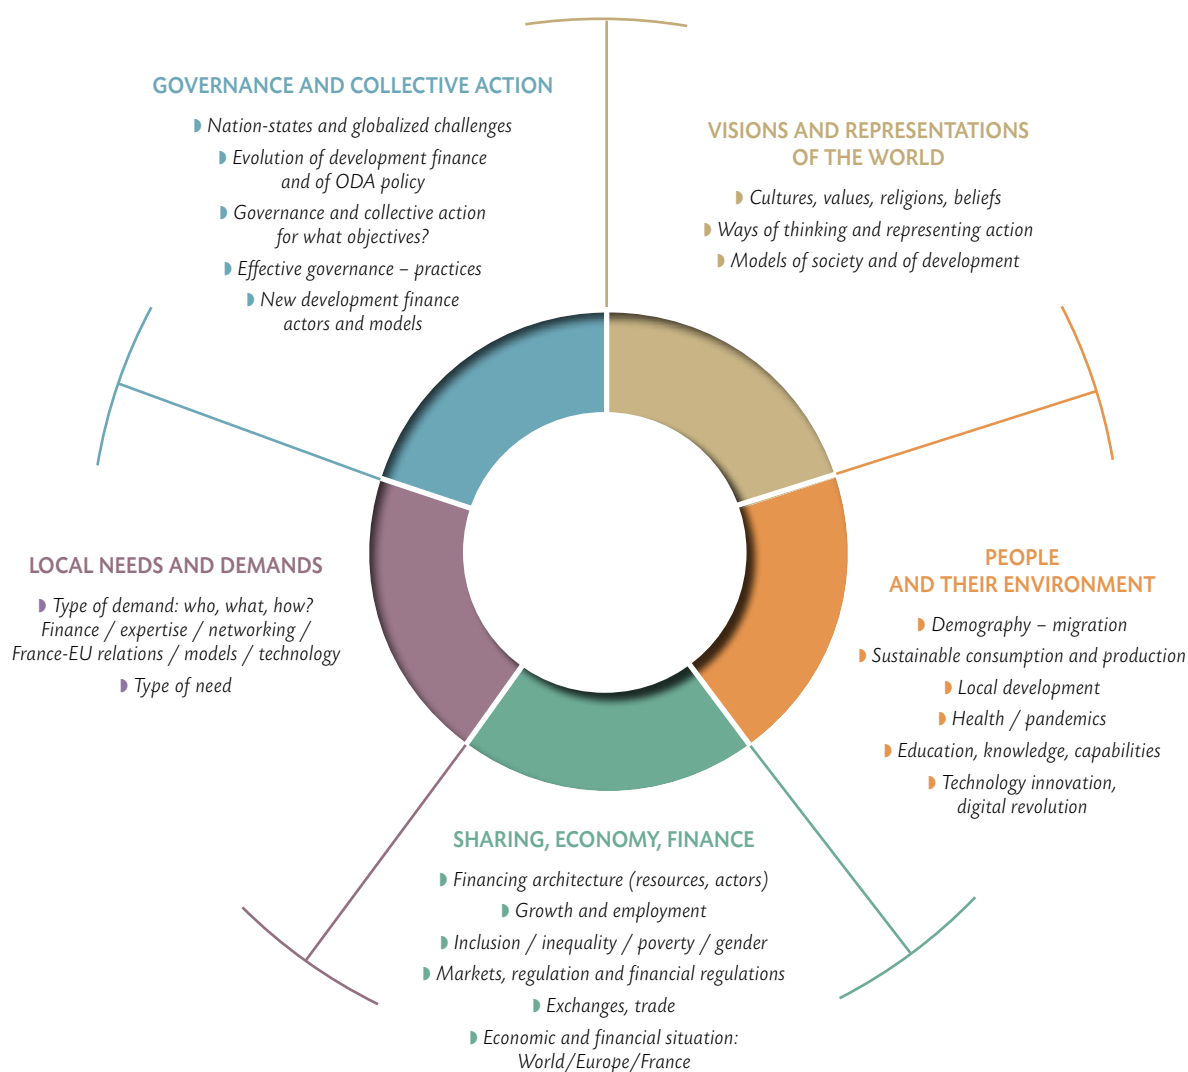 GOVERNANCE AND COLLECTIVE ACTION
◗ Nation-states and globalized challenges
◗ Evolution of development finance
and of ODA policy
◗ Governance and collective action
for what objectives?
◗ Effective governance – practices
◗ New development finance
actors and models
VISIONS AND REPRESENTATIONS
OF THE WORLD
◗ Cultures, values, religions, beliefs
◗ Ways of thinking and representing action
◗ Models of society and of development
LOCAL NEEDS AND DEMANDS
◗ Type of demand: who, what, how?
Finance / expertise / networking /
France-EU relations / models / technology
◗ Type of need
PEOPLE
AND THEIR ENVIRONMENT
◗ Demography – migration
◗ Sustainable consumption and production
◗ Local development
◗ Health / pandemics
◗ Education, knowledge, capabilities
◗ Technology innovation,
digital revolution
SHARING, ECONOMY, FINANCE
◗ Financing architecture (resources, actors)
◗ Growth and employment
◗ Inclusion / inequality / poverty / gender
◗ Markets, regulation and financial regulations
◗ Exchanges, trade
◗ Economic and financial situation:
World/Europe/France